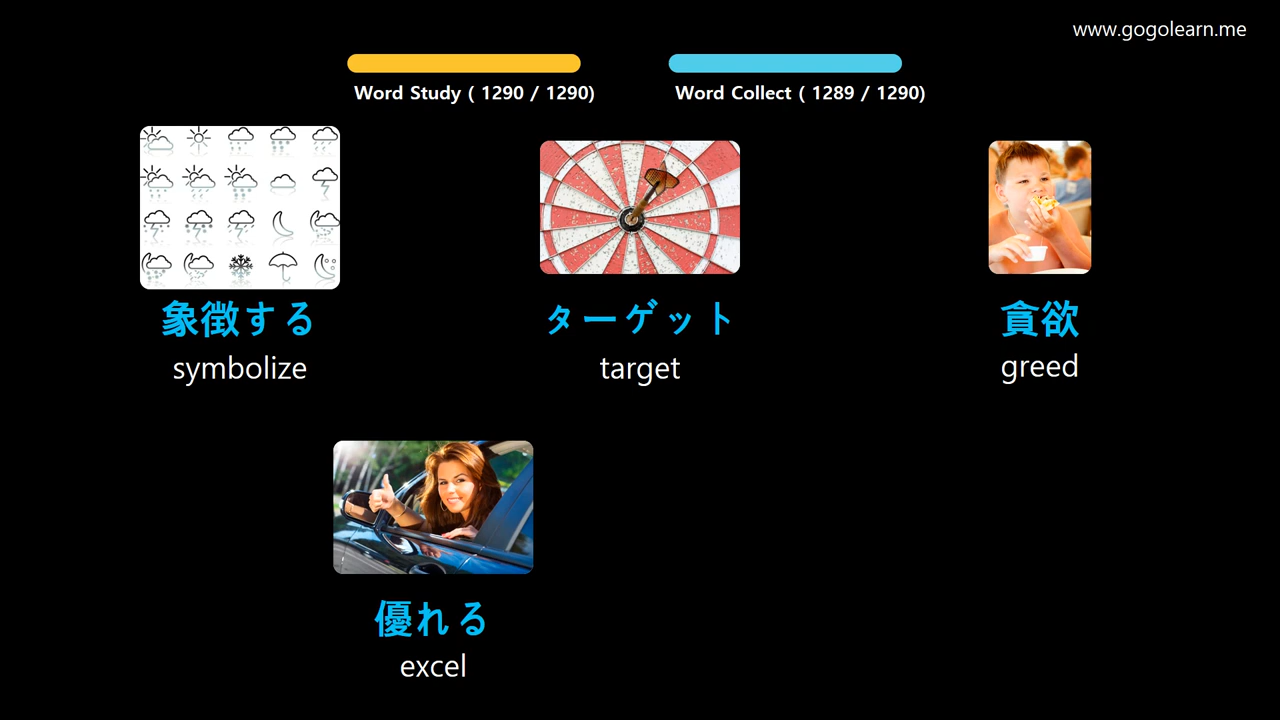 www.gogolearn.me
Word Study ( 1290 / 1290)
Word Collect ( 1289 / 1290)
象徴する
symbolize
ターゲット
target
貪欲
greed
優れる
excel